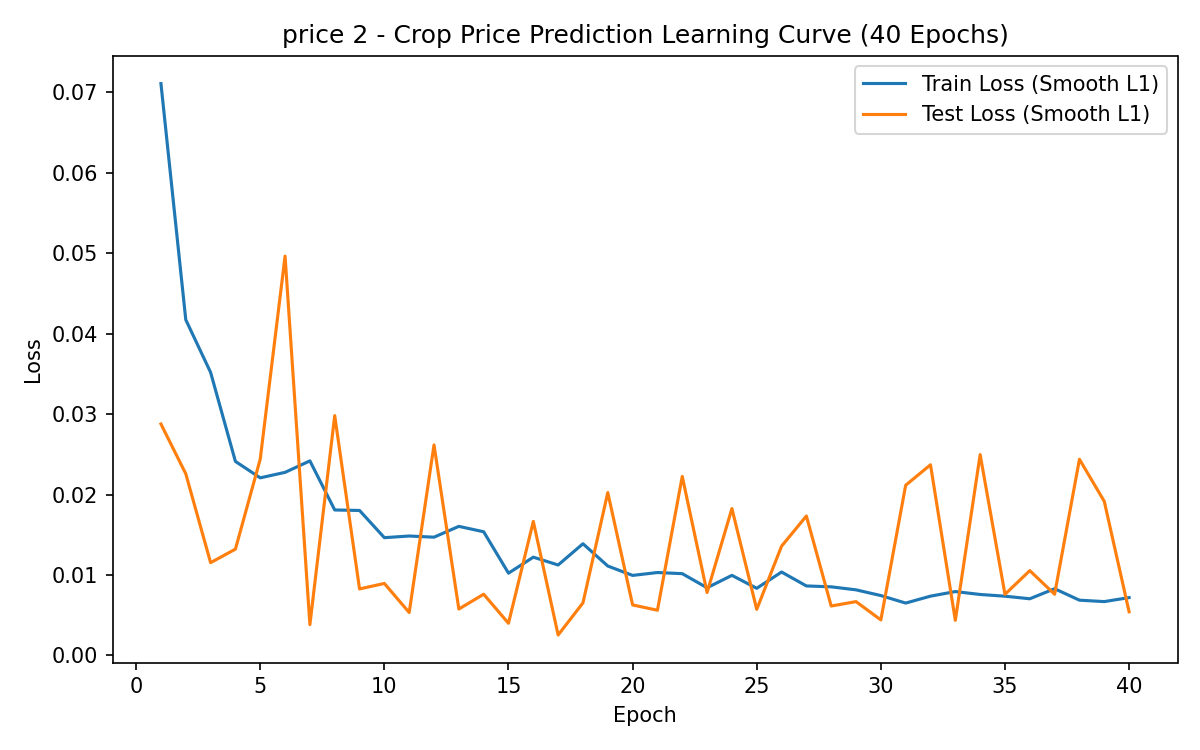 price 2 - Crop Price Prediction Learning Curve (40 Epochs)
Train Loss (Smooth L1)
Test Loss (Smooth L1)
Loss
0.07
0.06
0.05
0.04
0.03
0.02
0.01
0.00
0 5 10 15 20 25 30 35 40
Epoch